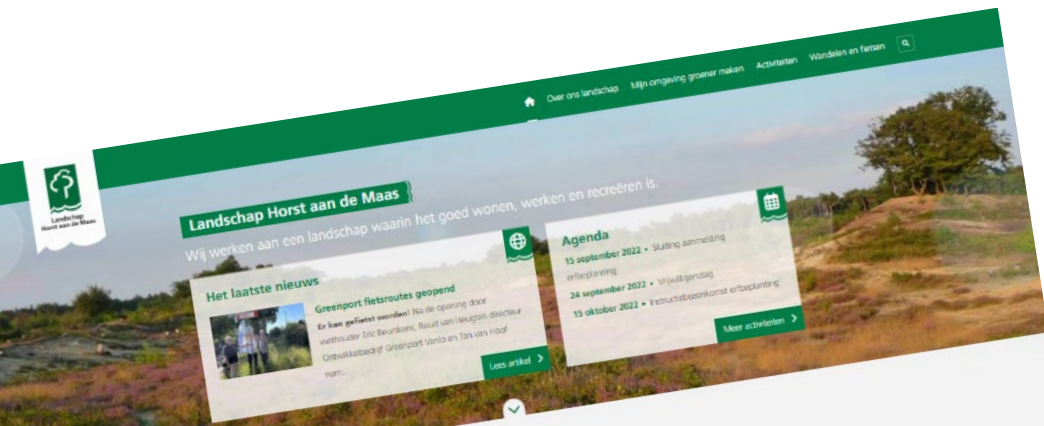 Over ons landschap Mijn omgeving groener maken Activiteiten Wandelen en fietsen
Landschap
Horst aan de Maas
Landschap Horst aan de Maas
Wij werken aan een landschap waarin het goed wonen, werken en recreëren is.
Het laatste nieuws
Greenport fietsroutes geopend
Er kan gefietst worden! Na de opening door
wethouder Eric Beurskens, Ruud van Heugten directeur
Ontwikkelbedrijf Greenport Venlo en Ton van Hoof
nam...
Lees artikel
Agenda
15 september 2022 • Sluiting aanmelding
erfbeplanting
24 september 2022 • Vrijwilligersdag
15 oktober 2022 • Instructiebijeenkomst erfbeplanting
Meer activiteiten